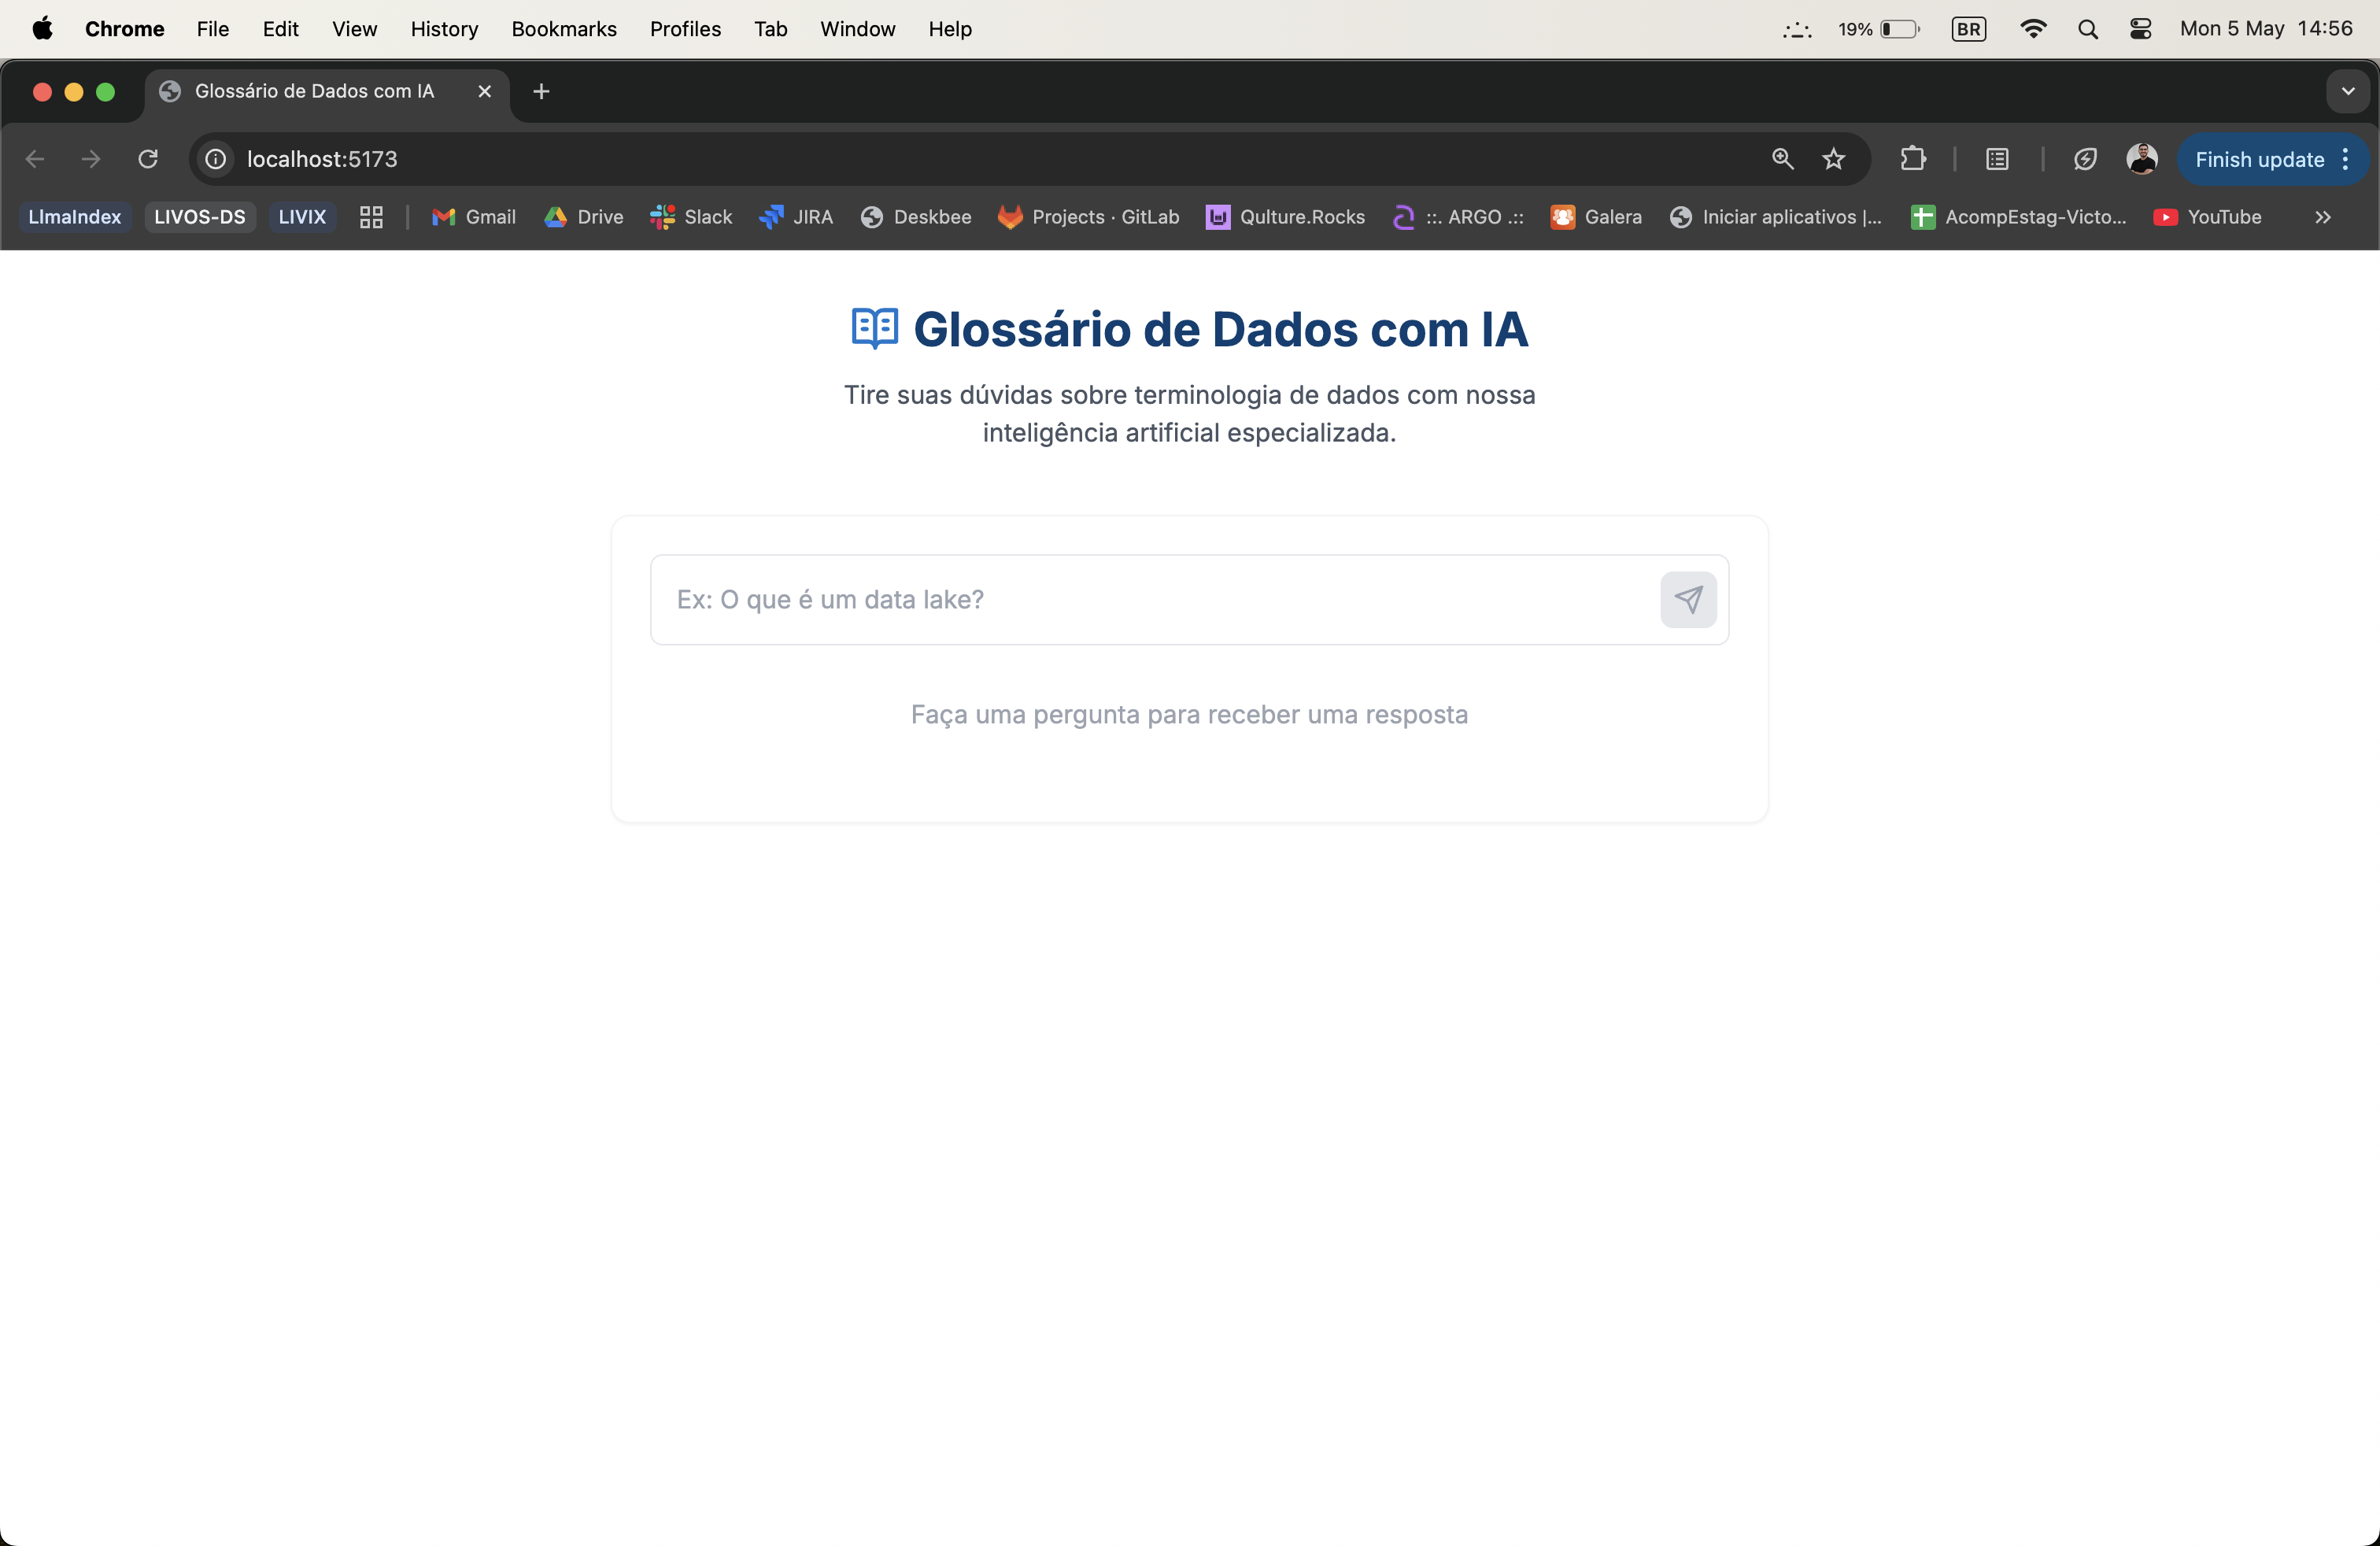 Chrome File Edit View History Bookmarks Profiles Tab Window Help 19% BR Mon 5 May 14:56
Glossário de Dados com IA
localhost:5173 Finish update
LlmaIndex LIVOS-DS LIVIX Gmail Drive Slack JIRA Deskbee Projects · GitLab Qulture.Rocks ::. ARGO .:: Galera Iniciar aplicativos |... AcompEstag-Victo... YouTube
Glossário de Dados com IA
Tire suas dúvidas sobre terminologia de dados com nossa
inteligência artificial especializada.
Ex: O que é um data lake?
Faça uma pergunta para receber uma resposta